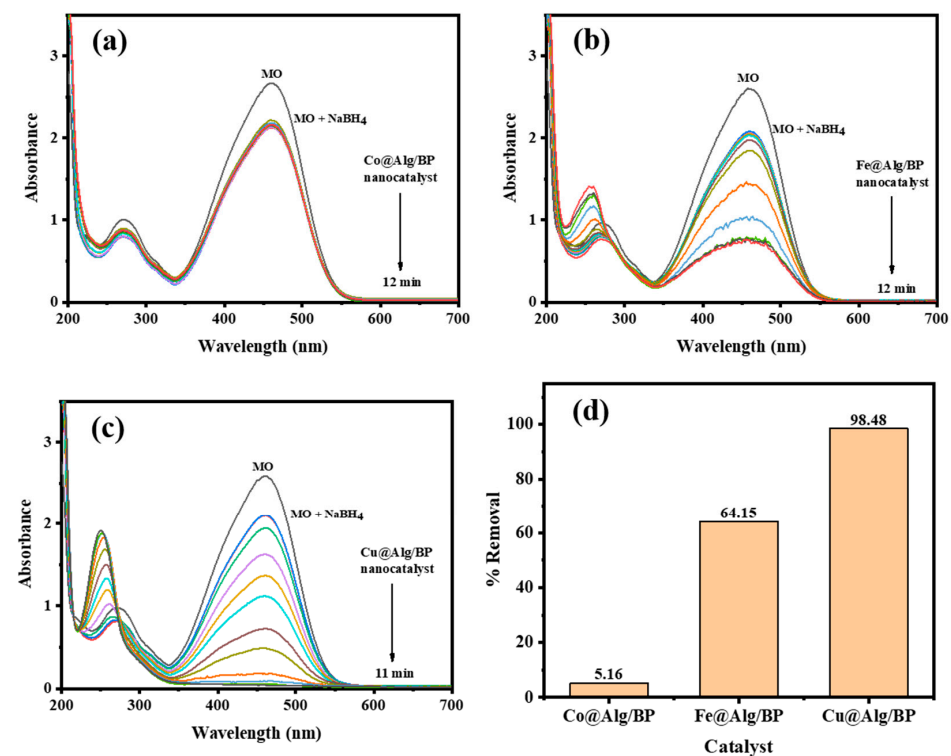 (a)
MO
MO + NaBH4
Co@Alg/BP
nanocatalyst
12 min
Absorbance
3
2
1
0
200 300 400 500 600 700
Wavelength (nm)
(b)
MO
MO + NaBH4
Fe@Alg/BP
nanocatalyst
12 min
Absorbance
3
2
1
0
200 300 400 500 600 700
Wavelength (nm)
(c)
MO
MO + NaBH4
Cu@Alg/BP
nanocatalyst
11 min
Absorbance
3
2
1
0
200 300 400 500 600 700
Wavelength (nm)
(d)
% Removal
100
80
60
40
20
0
5.16
64.15
98.48
Co@Alg/BP Fe@Alg/BP Cu@Alg/BP
Catalyst